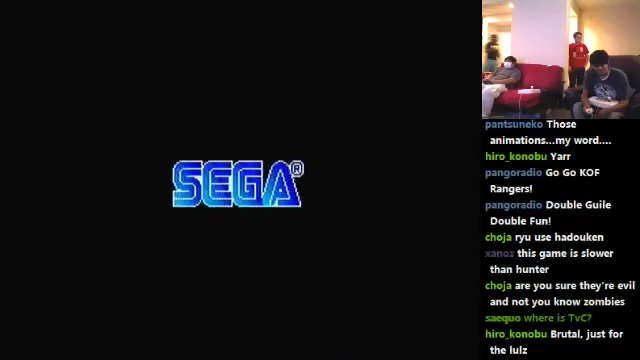 SEGA®
pantsuneko Those
animations...my word....
hiro_konobu Yarr
pangoradio Go Go KOF
Rangers!
pangoradio Double Guile
Double Fun!
choja ryu use hadouken
xanoz this game is slower
than hunter
choja are you sure they're evil
and not you know zombies
saequo where is TvC?
hiro_konobu Brutal, just for
the lulz